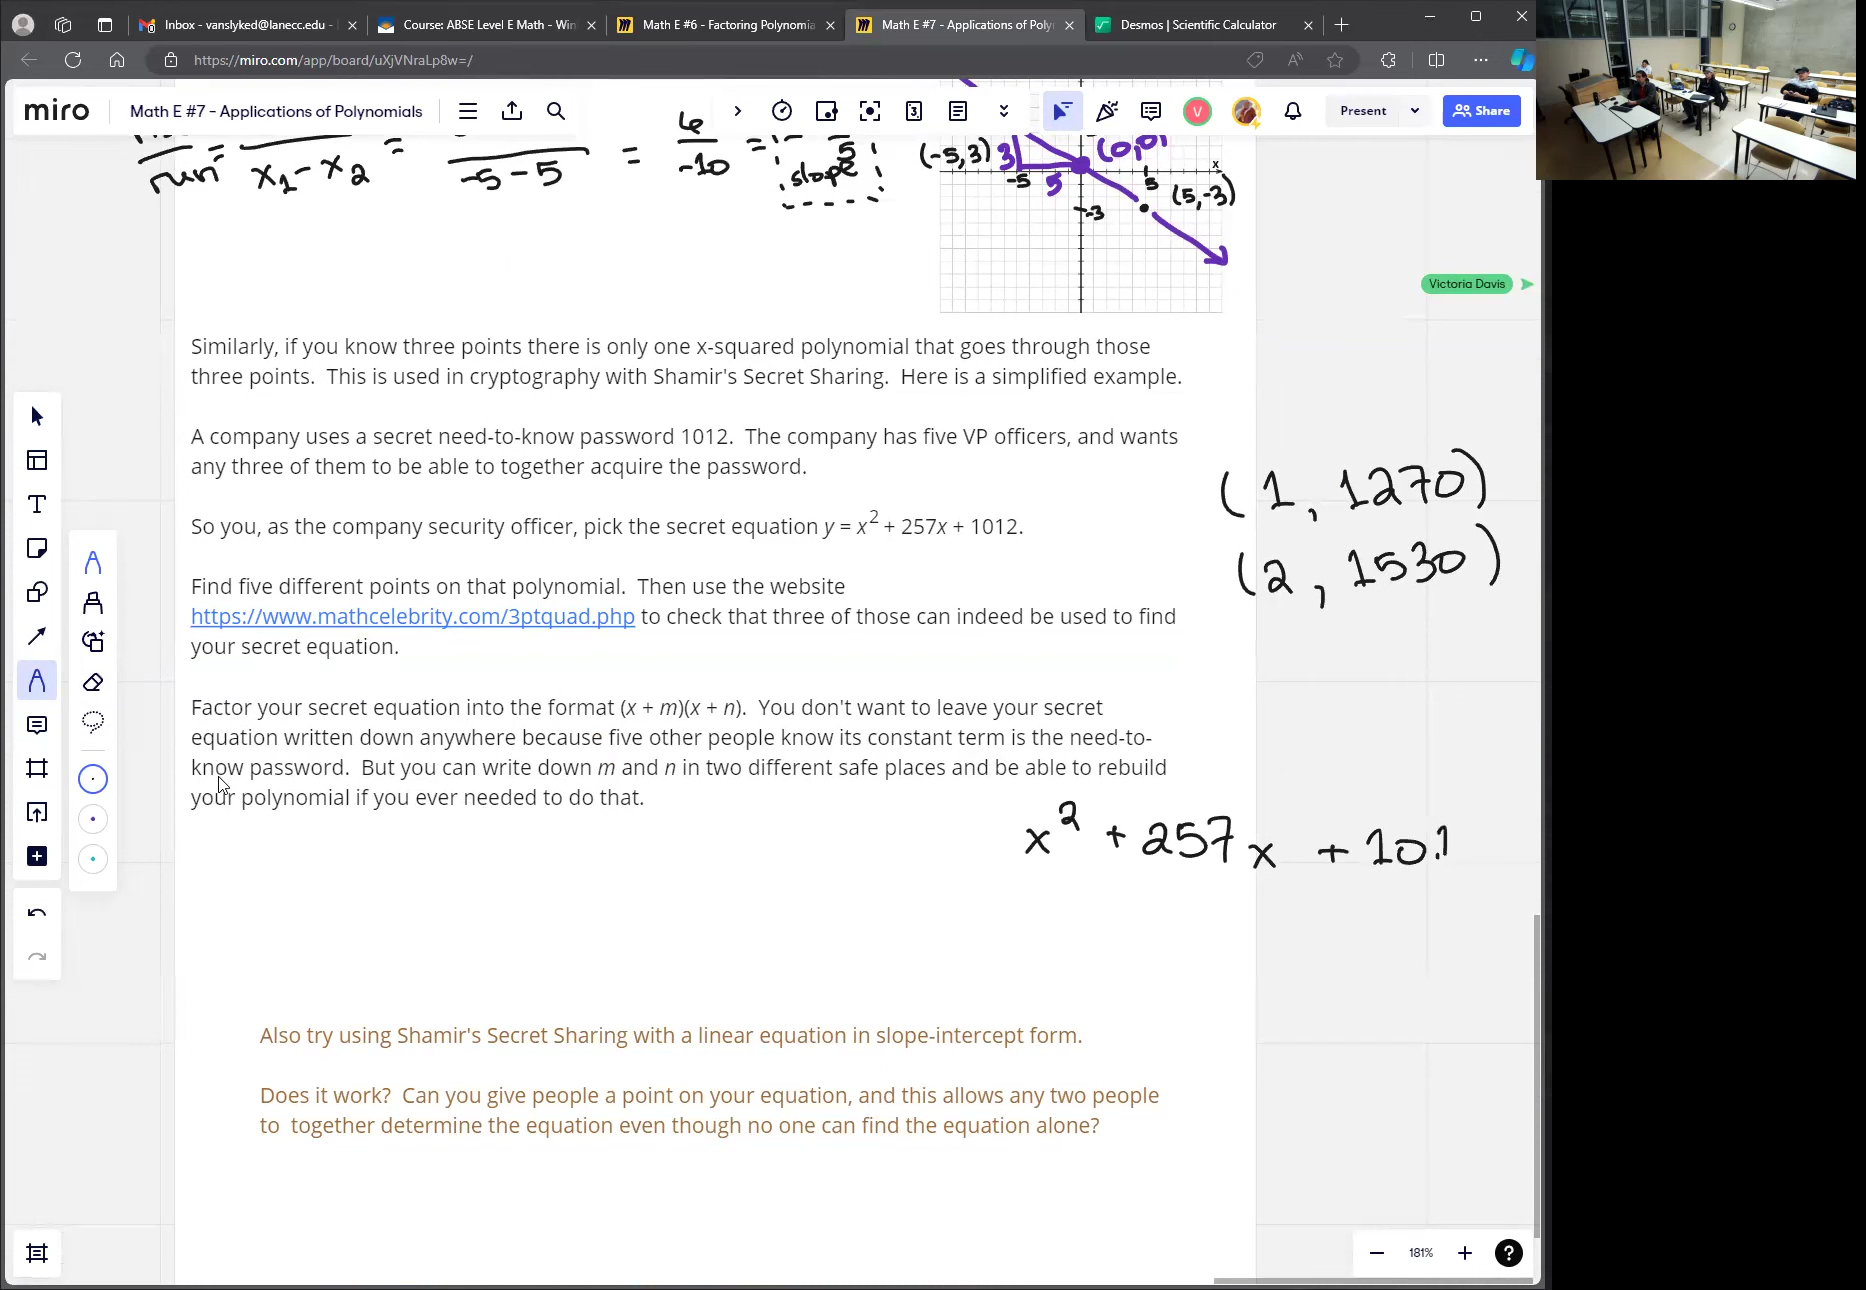 Inbox - vanslyked@lanecc.edu -
Course: ABSE Level E Math - Win
Math E #6 - Factoring Polynomia
Math E #7 - Applications of Poly
Desmos | Scientific Calculator
https://miro.com/app/board/uXjVNraLp8w=/
miro
Math E #7 - Applications of Polynomials
V
Present
Share
run = x₁ - x₂ = -5 - 5 = 6/-10 = 5
slope
(-5,3)
3
(0,0)
-5
5
5
x
(5,-3)
-3
Victoria Davis
Similarly, if you know three points there is only one x-squared polynomial that goes through those
three points. This is used in cryptography with Shamir's Secret Sharing. Here is a simplified example.
A company uses a secret need-to-know password 1012. The company has five VP officers, and wants
any three of them to be able to together acquire the password.
(1, 1270)
So you, as the company security officer, pick the secret equation y = x² + 257x + 1012.
(2, 1530)
Find five different points on that polynomial. Then use the website
https://www.mathcelebrity.com/3ptquad.php to check that three of those can indeed be used to find
your secret equation.
Factor your secret equation into the format (x + m)(x + n). You don't want to leave your secret
equation written down anywhere because five other people know its constant term is the need-to-
know password. But you can write down m and n in two different safe places and be able to rebuild
your polynomial if you ever needed to do that.
x² + 257x + 101
Also try using Shamir's Secret Sharing with a linear equation in slope-intercept form.
Does it work? Can you give people a point on your equation, and this allows any two people
to together determine the equation even though no one can find the equation alone?
181%